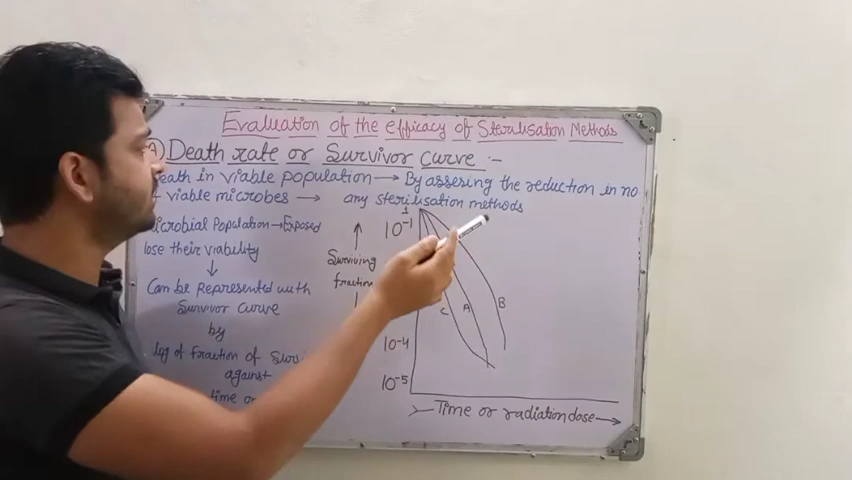 Evaluation of the efficacy of Sterilisation Methods
A) Death rate or Survivor curve :-
Death in viable population → By assesing the reduction in no
of viable microbes → any sterilisation methods
Microbial Population → Exposed
lose their viability
↓
Can be Represented with
Survivor curve
by
log of fraction of Survi
against
time or
1
10⁻¹
10⁻⁴
10⁻⁵
Surviving
fraction
C
A
B
Time or radiation dose →